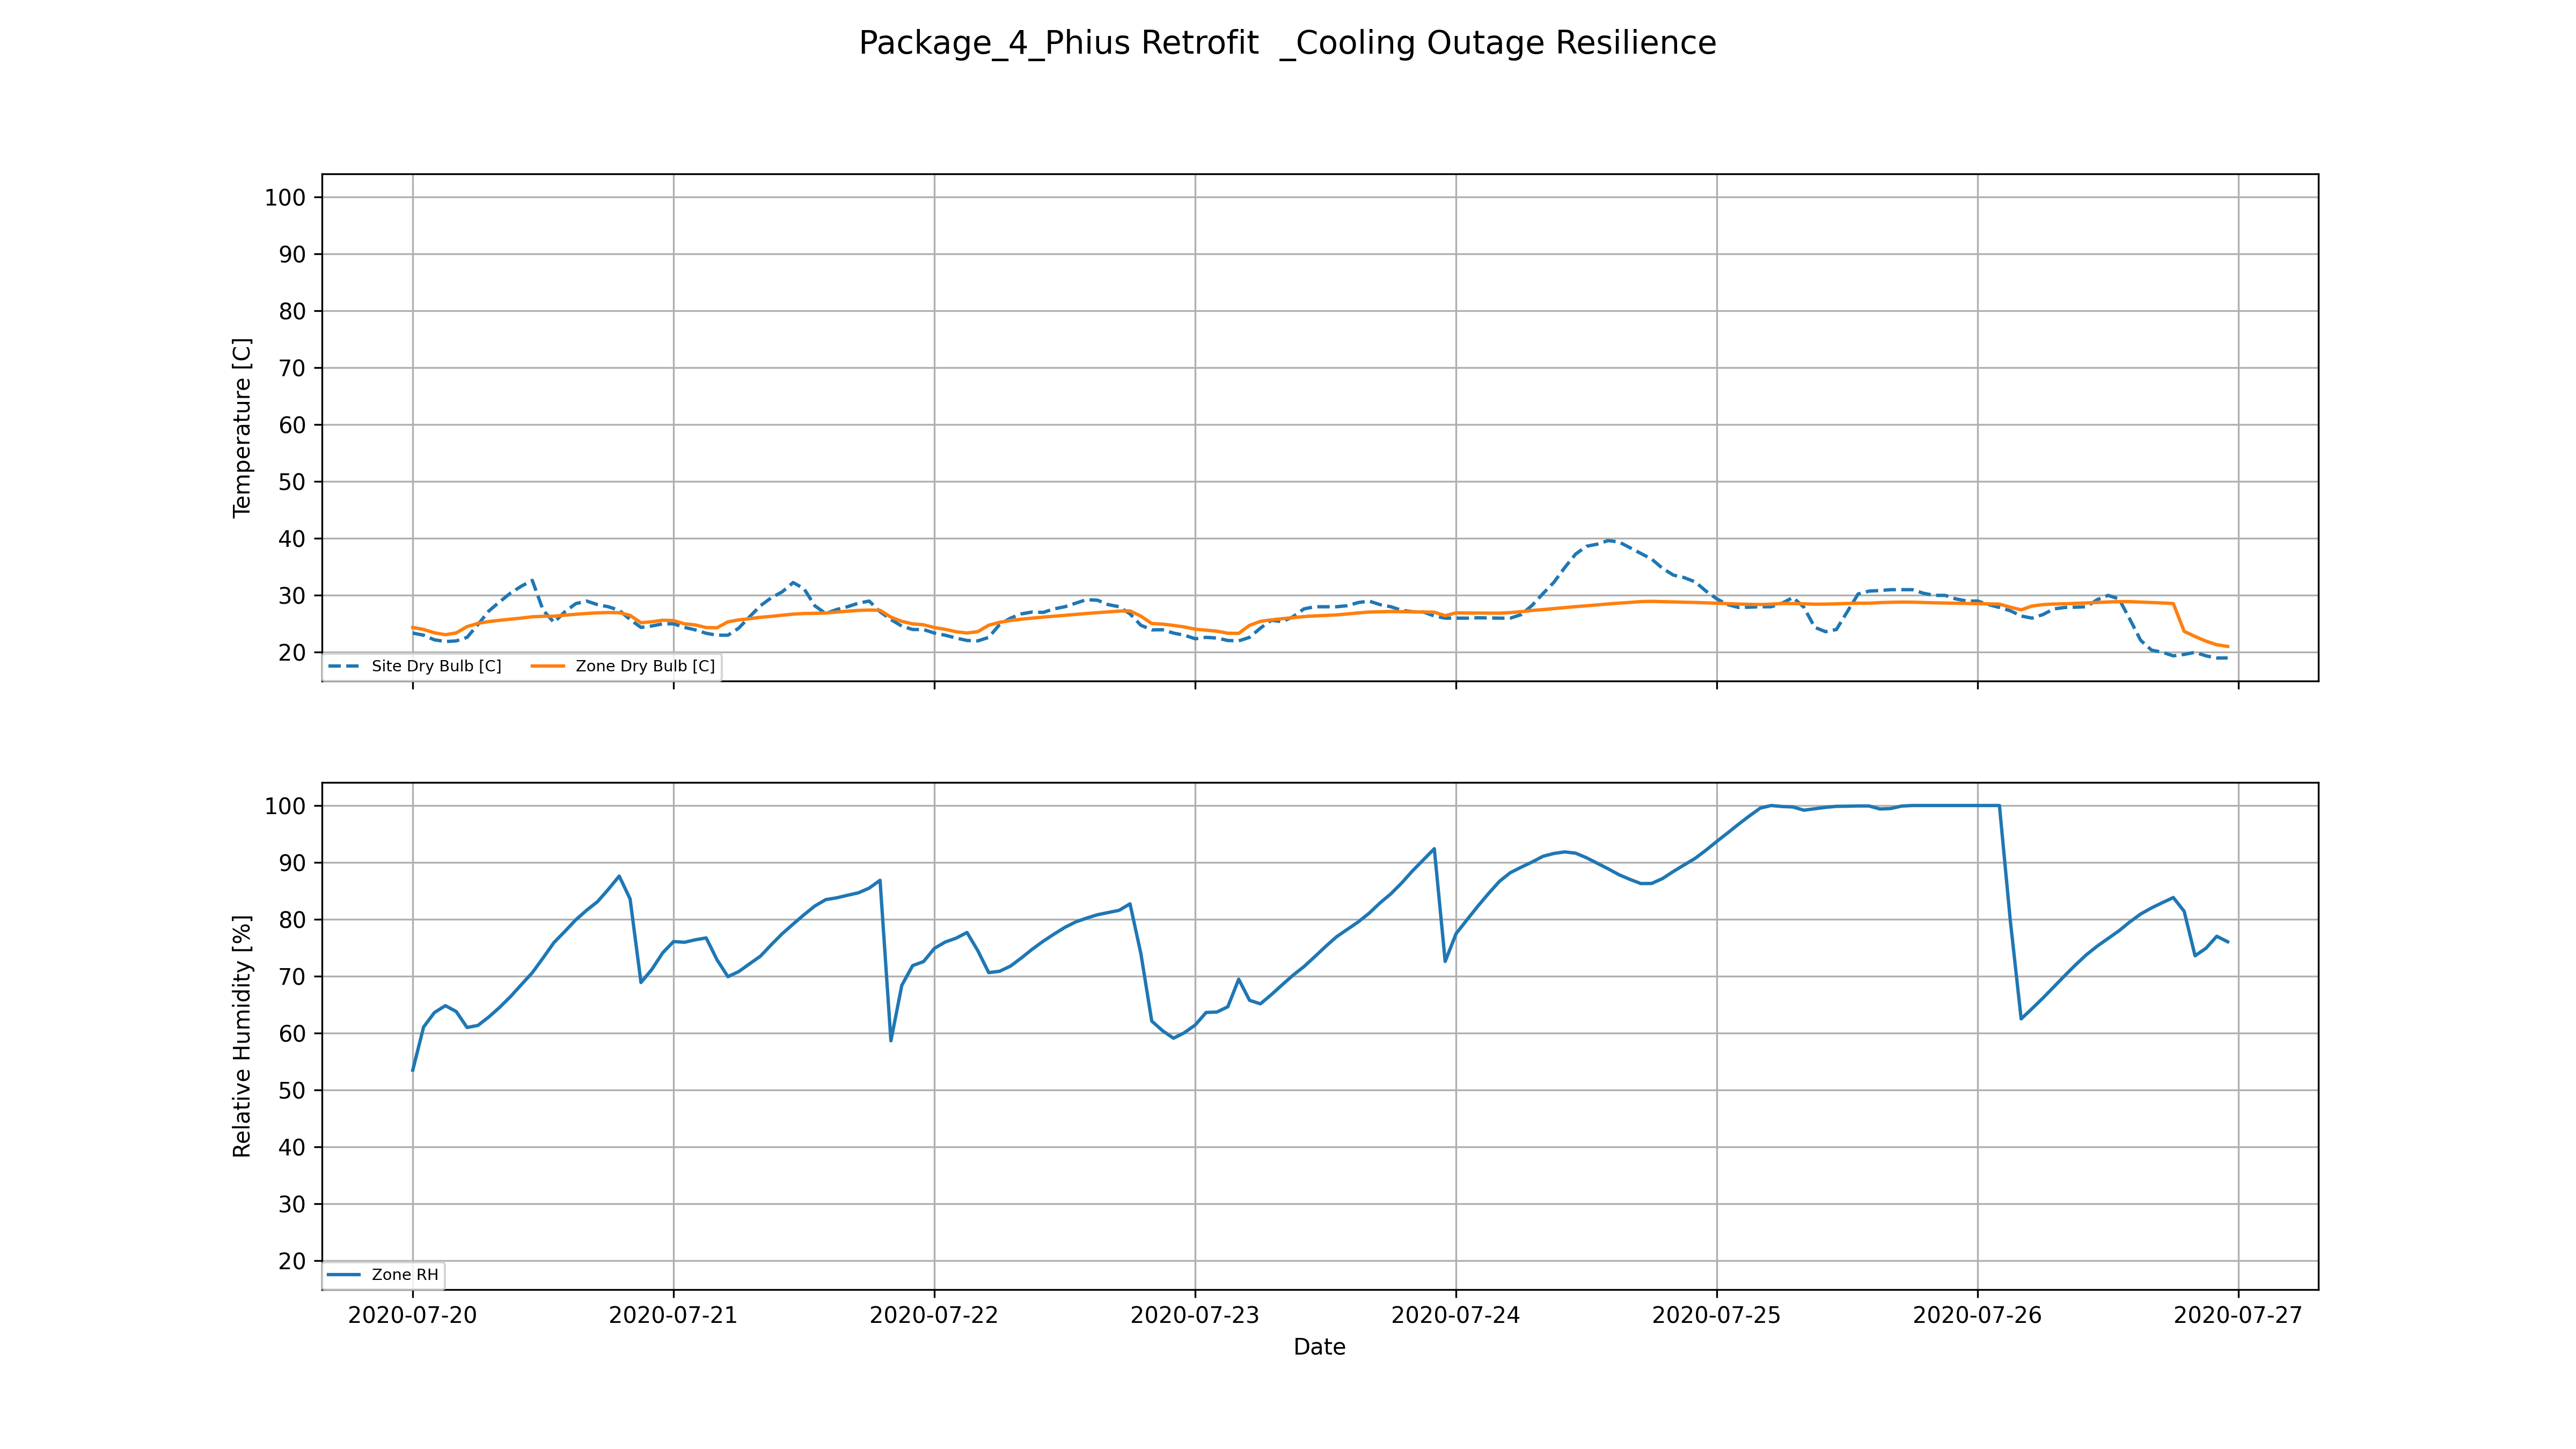 Package_4_Phius Retrofit  _Cooling Outage Resilience
100
90
80
70
60
50
40
30
20
Temperature [C]
Site Dry Bulb [C]  Zone Dry Bulb [C]
100
90
80
70
60
50
40
30
20
Relative Humidity [%]
Zone RH
2020-07-20 2020-07-21 2020-07-22 2020-07-23 2020-07-24 2020-07-25 2020-07-26 2020-07-27
Date